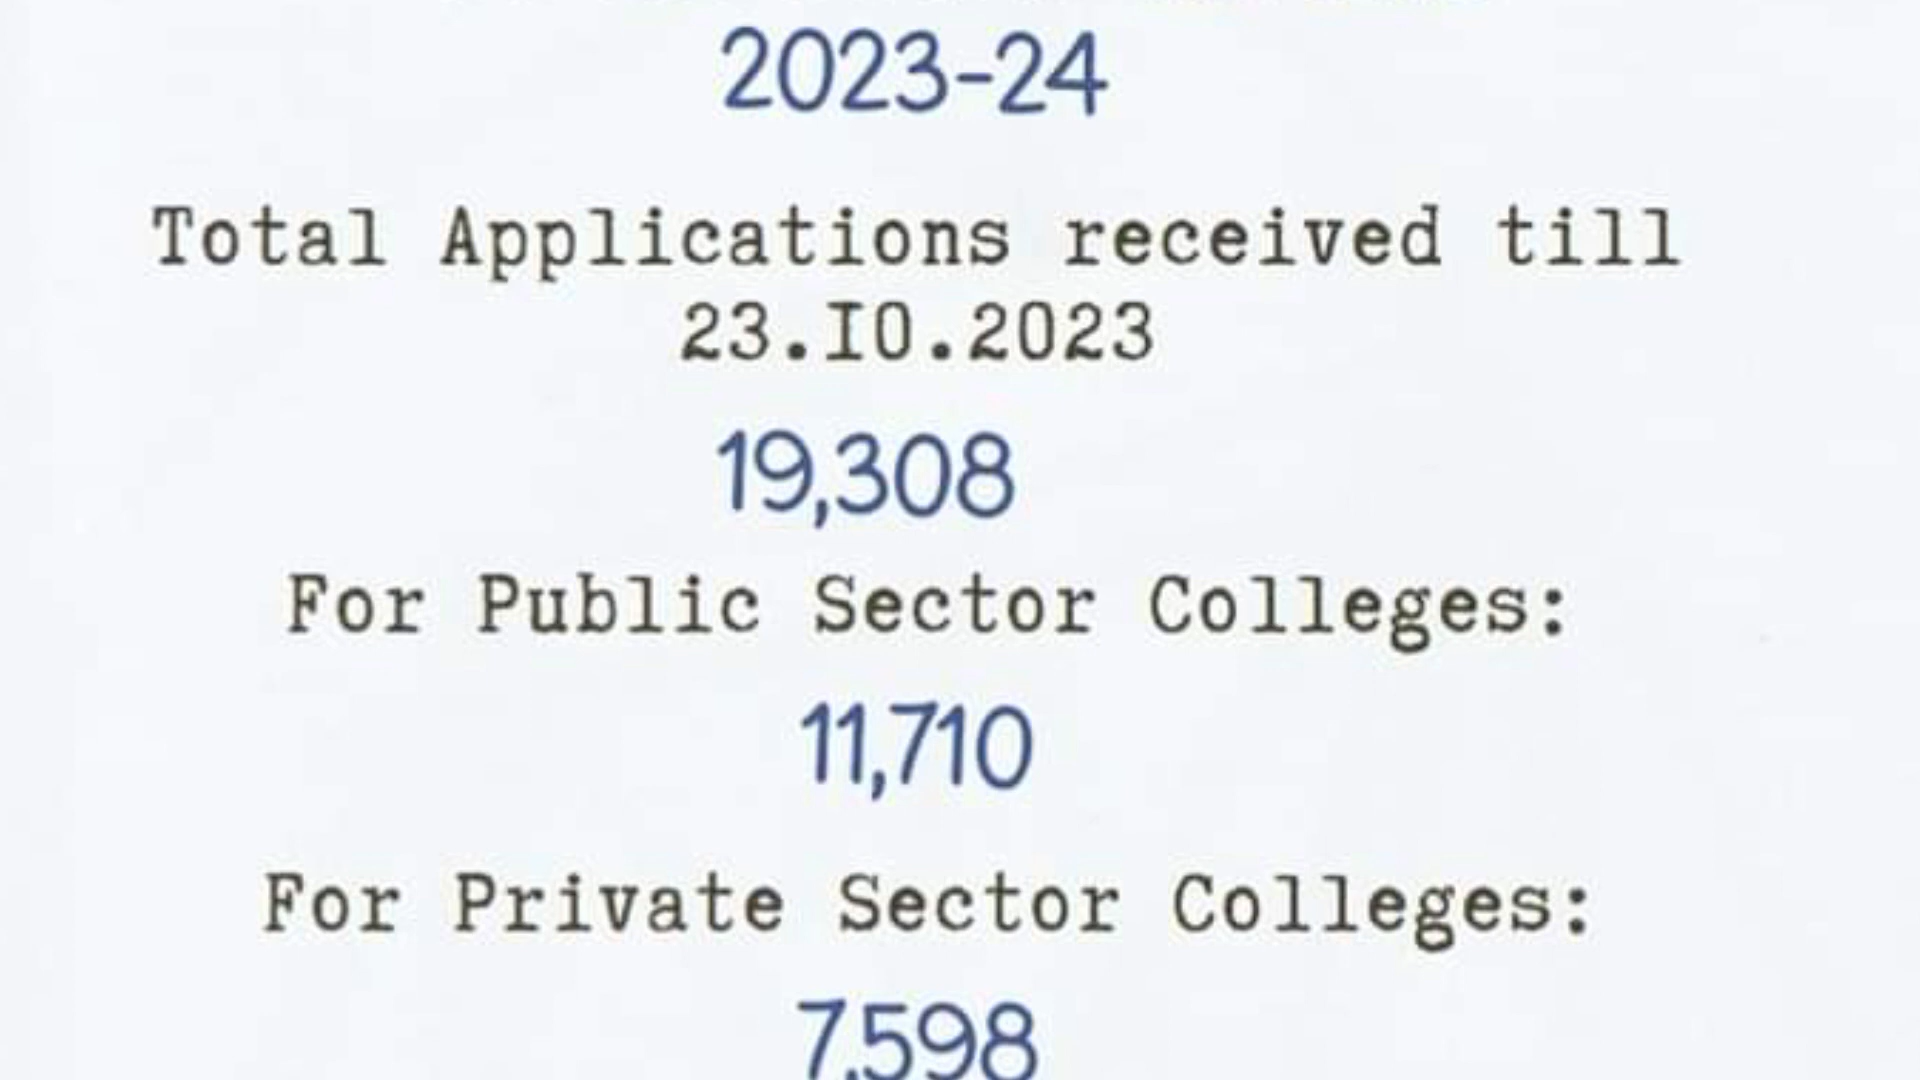 2023-24
Total Applications received till
23.I0.2023
19,308
For Public Sector Colleges:
11,710
For Private Sector Colleges:
7,598